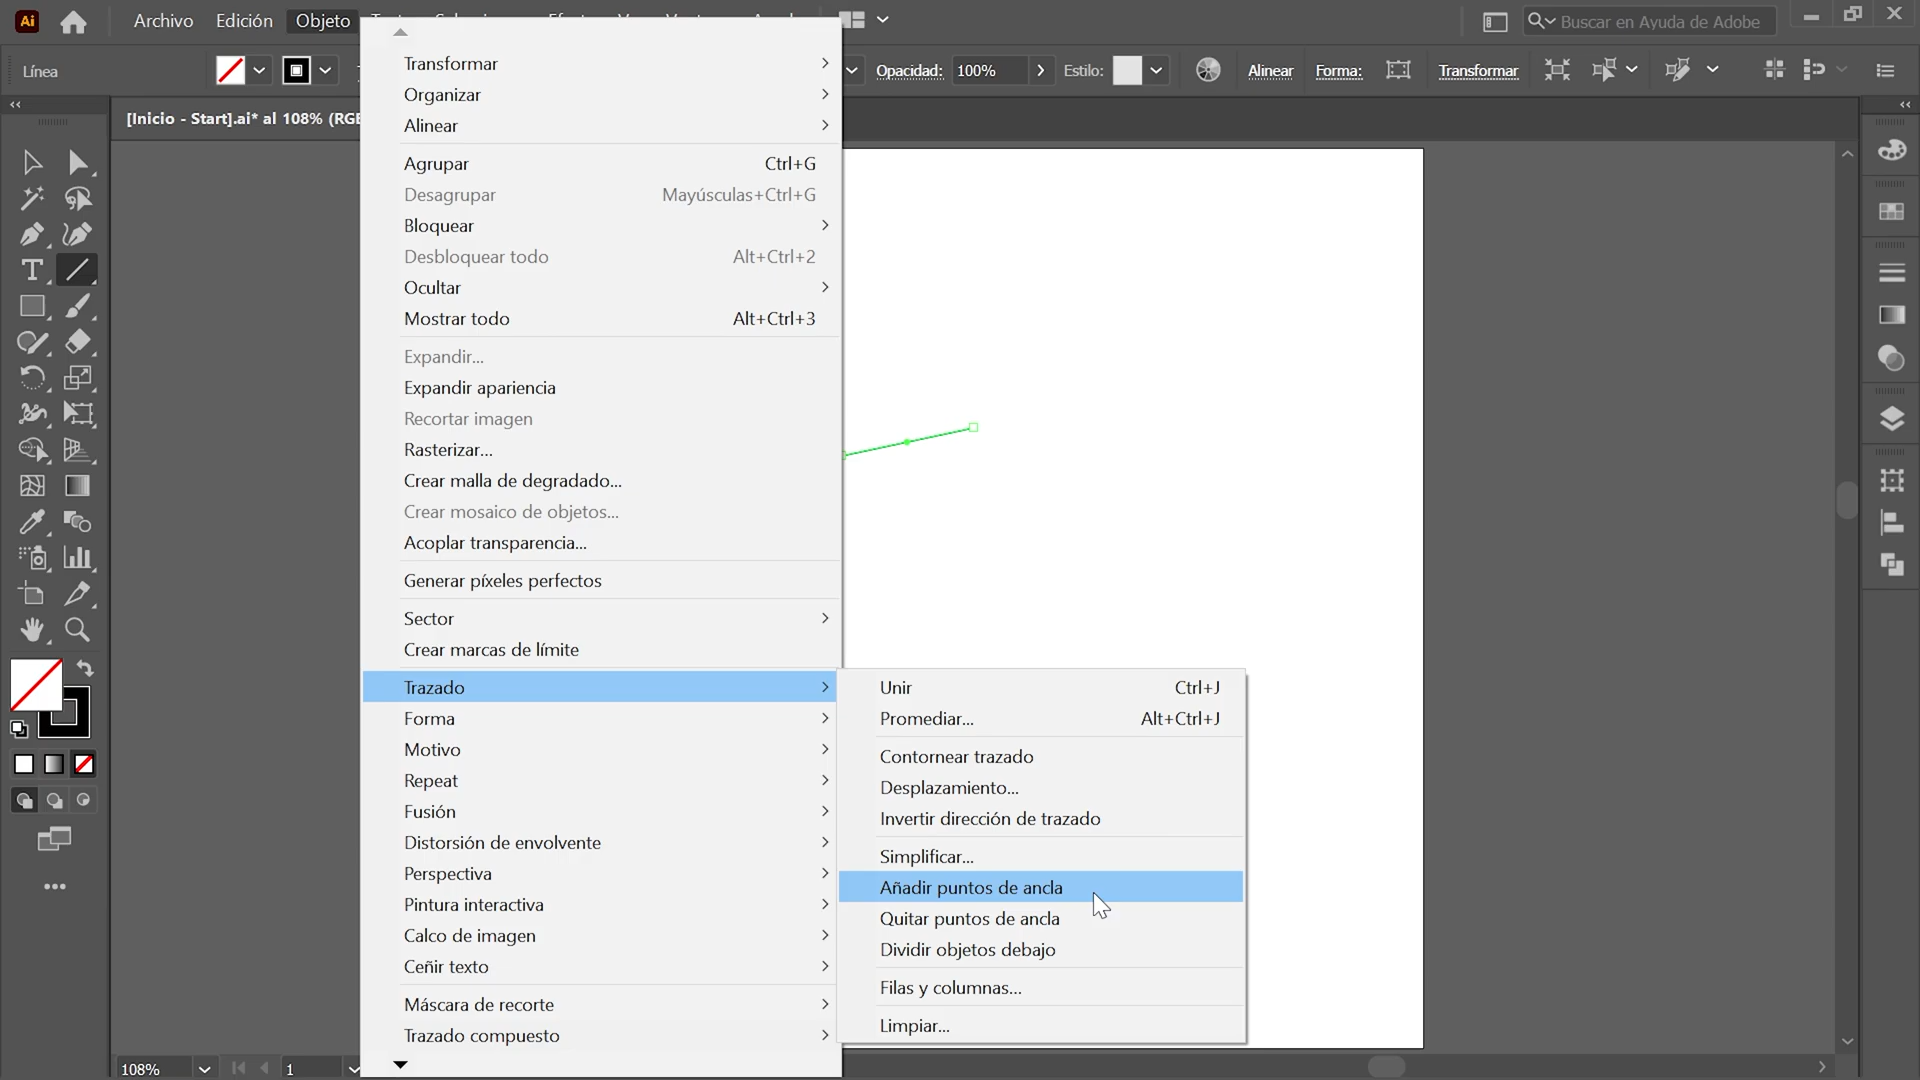 Ai
Archivo Edición Objeto
Buscar en Ayuda de Adobe
Línea
Opacidad: 100% Estilo: Alinear Forma: Transformar
[Inicio - Start].ai* al 108% (RGB
Transformar
Organizar
Alinear
Agrupar Ctrl+G
Desagrupar Mayúsculas+Ctrl+G
Bloquear
Desbloquear todo Alt+Ctrl+2
Ocultar
Mostrar todo Alt+Ctrl+3
Expandir...
Expandir apariencia
Recortar imagen
Rasterizar...
Crear malla de degradado...
Crear mosaico de objetos...
Acoplar transparencia...
Generar píxeles perfectos
Sector
Crear marcas de límite
Trazado
Forma
Motivo
Repeat
Fusión
Distorsión de envolvente
Perspectiva
Pintura interactiva
Calco de imagen
Ceñir texto
Máscara de recorte
Trazado compuesto
Unir Ctrl+J
Promediar... Alt+Ctrl+J
Contornear trazado
Desplazamiento...
Invertir dirección de trazado
Simplificar...
Añadir puntos de ancla
Quitar puntos de ancla
Dividir objetos debajo
Filas y columnas...
Limpiar...
108% 1